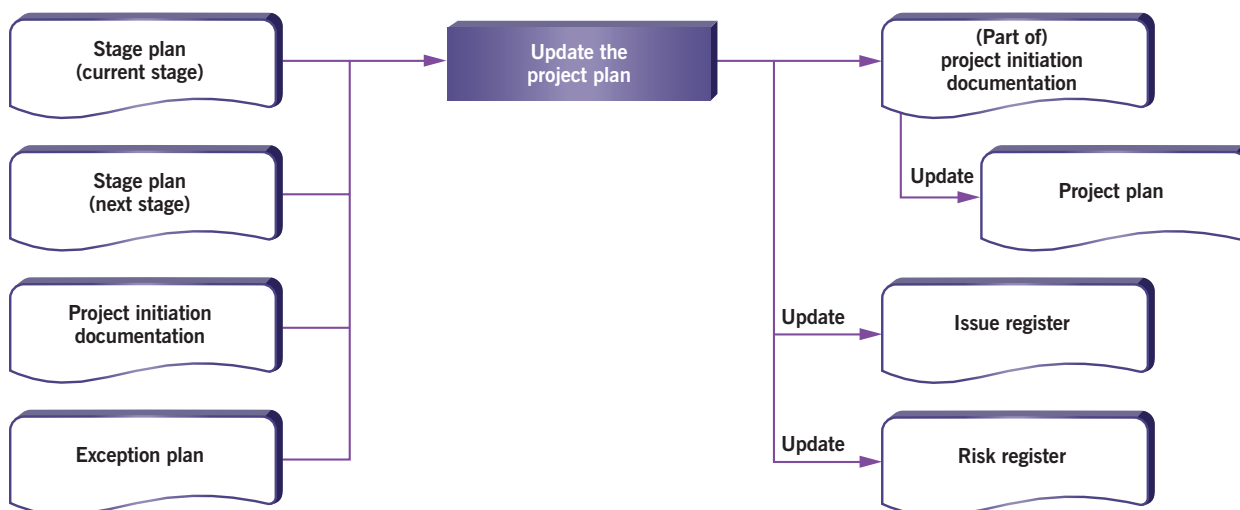 Stage plan
(current stage)
Stage plan
(next stage)
Project initiation
documentation
Exception plan
Update the
project plan
(Part of)
project initiation
documentation
Update
Project plan
Update
Issue register
Update
Risk register